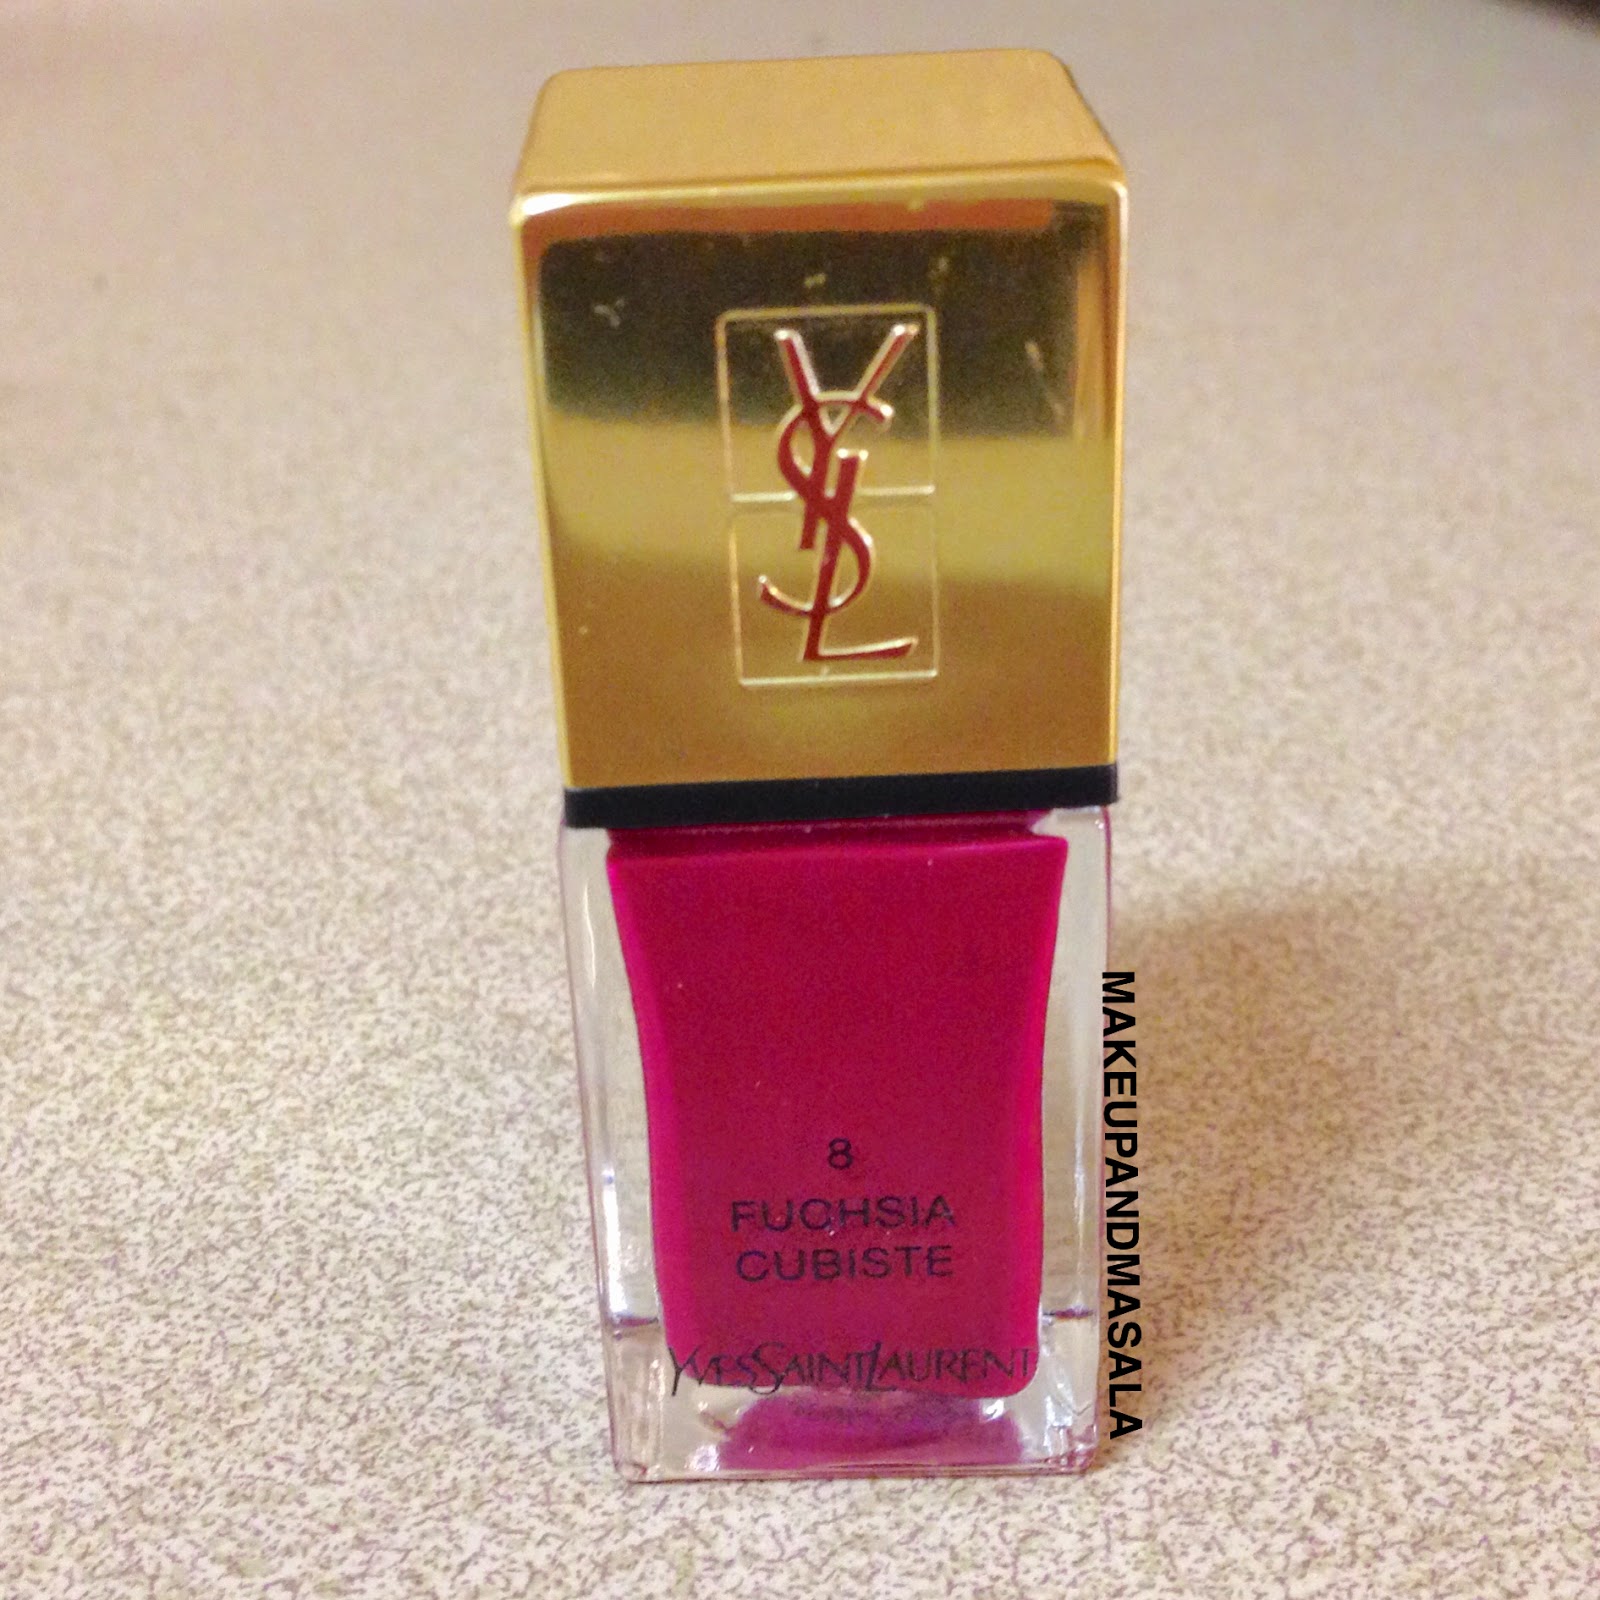 YSL
8
FUCHSIA
CUBISTE
YVESSAINTLAURENT
MAKEUPANDMASALA